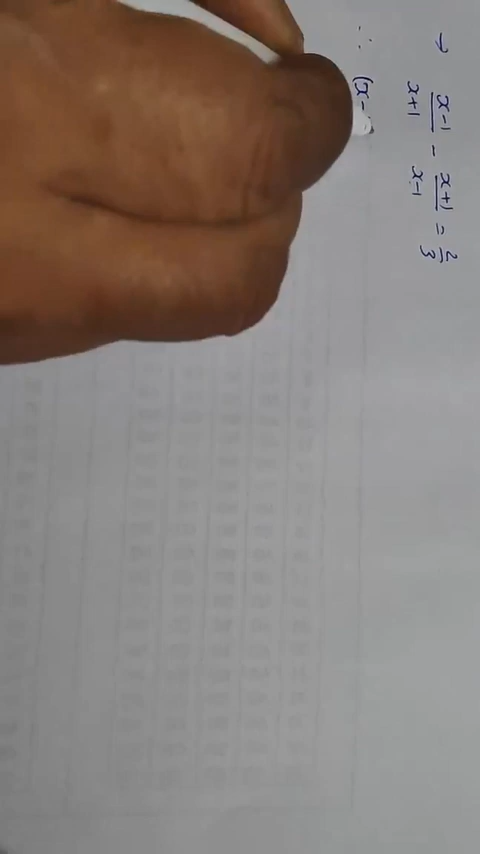 → x-1/x+1 - x+1/x-1 = 2/3
∴ (x-